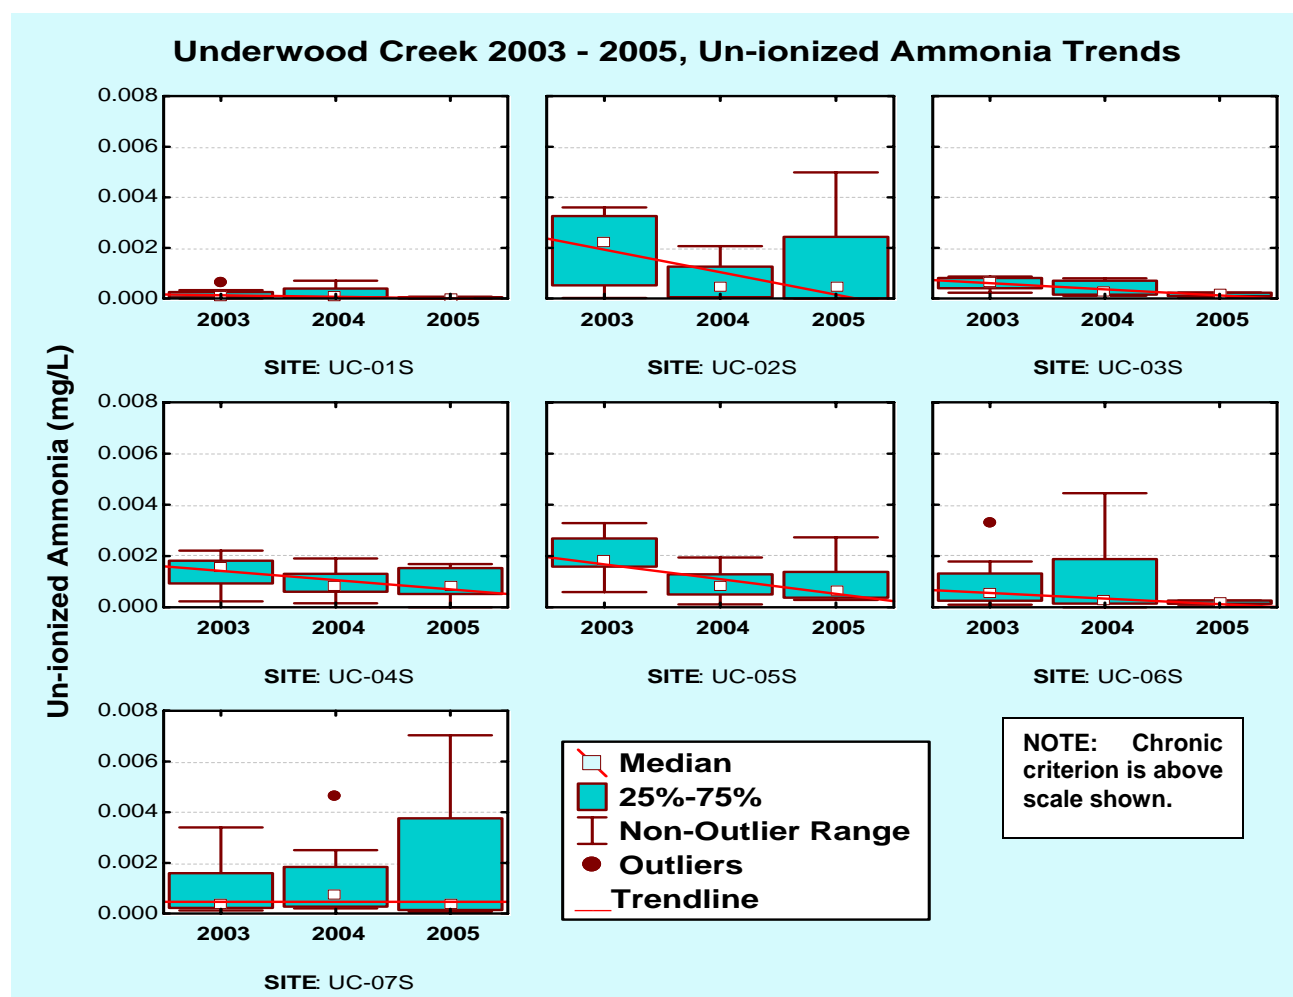 Underwood Creek 2003 - 2005, Un-ionized Ammonia Trends
Un-ionized Ammonia (mg/L)
0.008
0.006
0.004
0.002
0.000
2003 2004 2005
2003 2004 2005
2003 2004 2005
SITE: UC-01S
SITE: UC-02S
SITE: UC-03S
0.008
0.006
0.004
0.002
0.000
2003 2004 2005
2003 2004 2005
2003 2004 2005
SITE: UC-04S
SITE: UC-05S
SITE: UC-06S
0.008
0.006
0.004
0.002
0.000
2003 2004 2005
SITE: UC-07S
Median
25%-75%
Non-Outlier Range
Outliers
Trendline
NOTE: Chronic
criterion is above
scale shown.